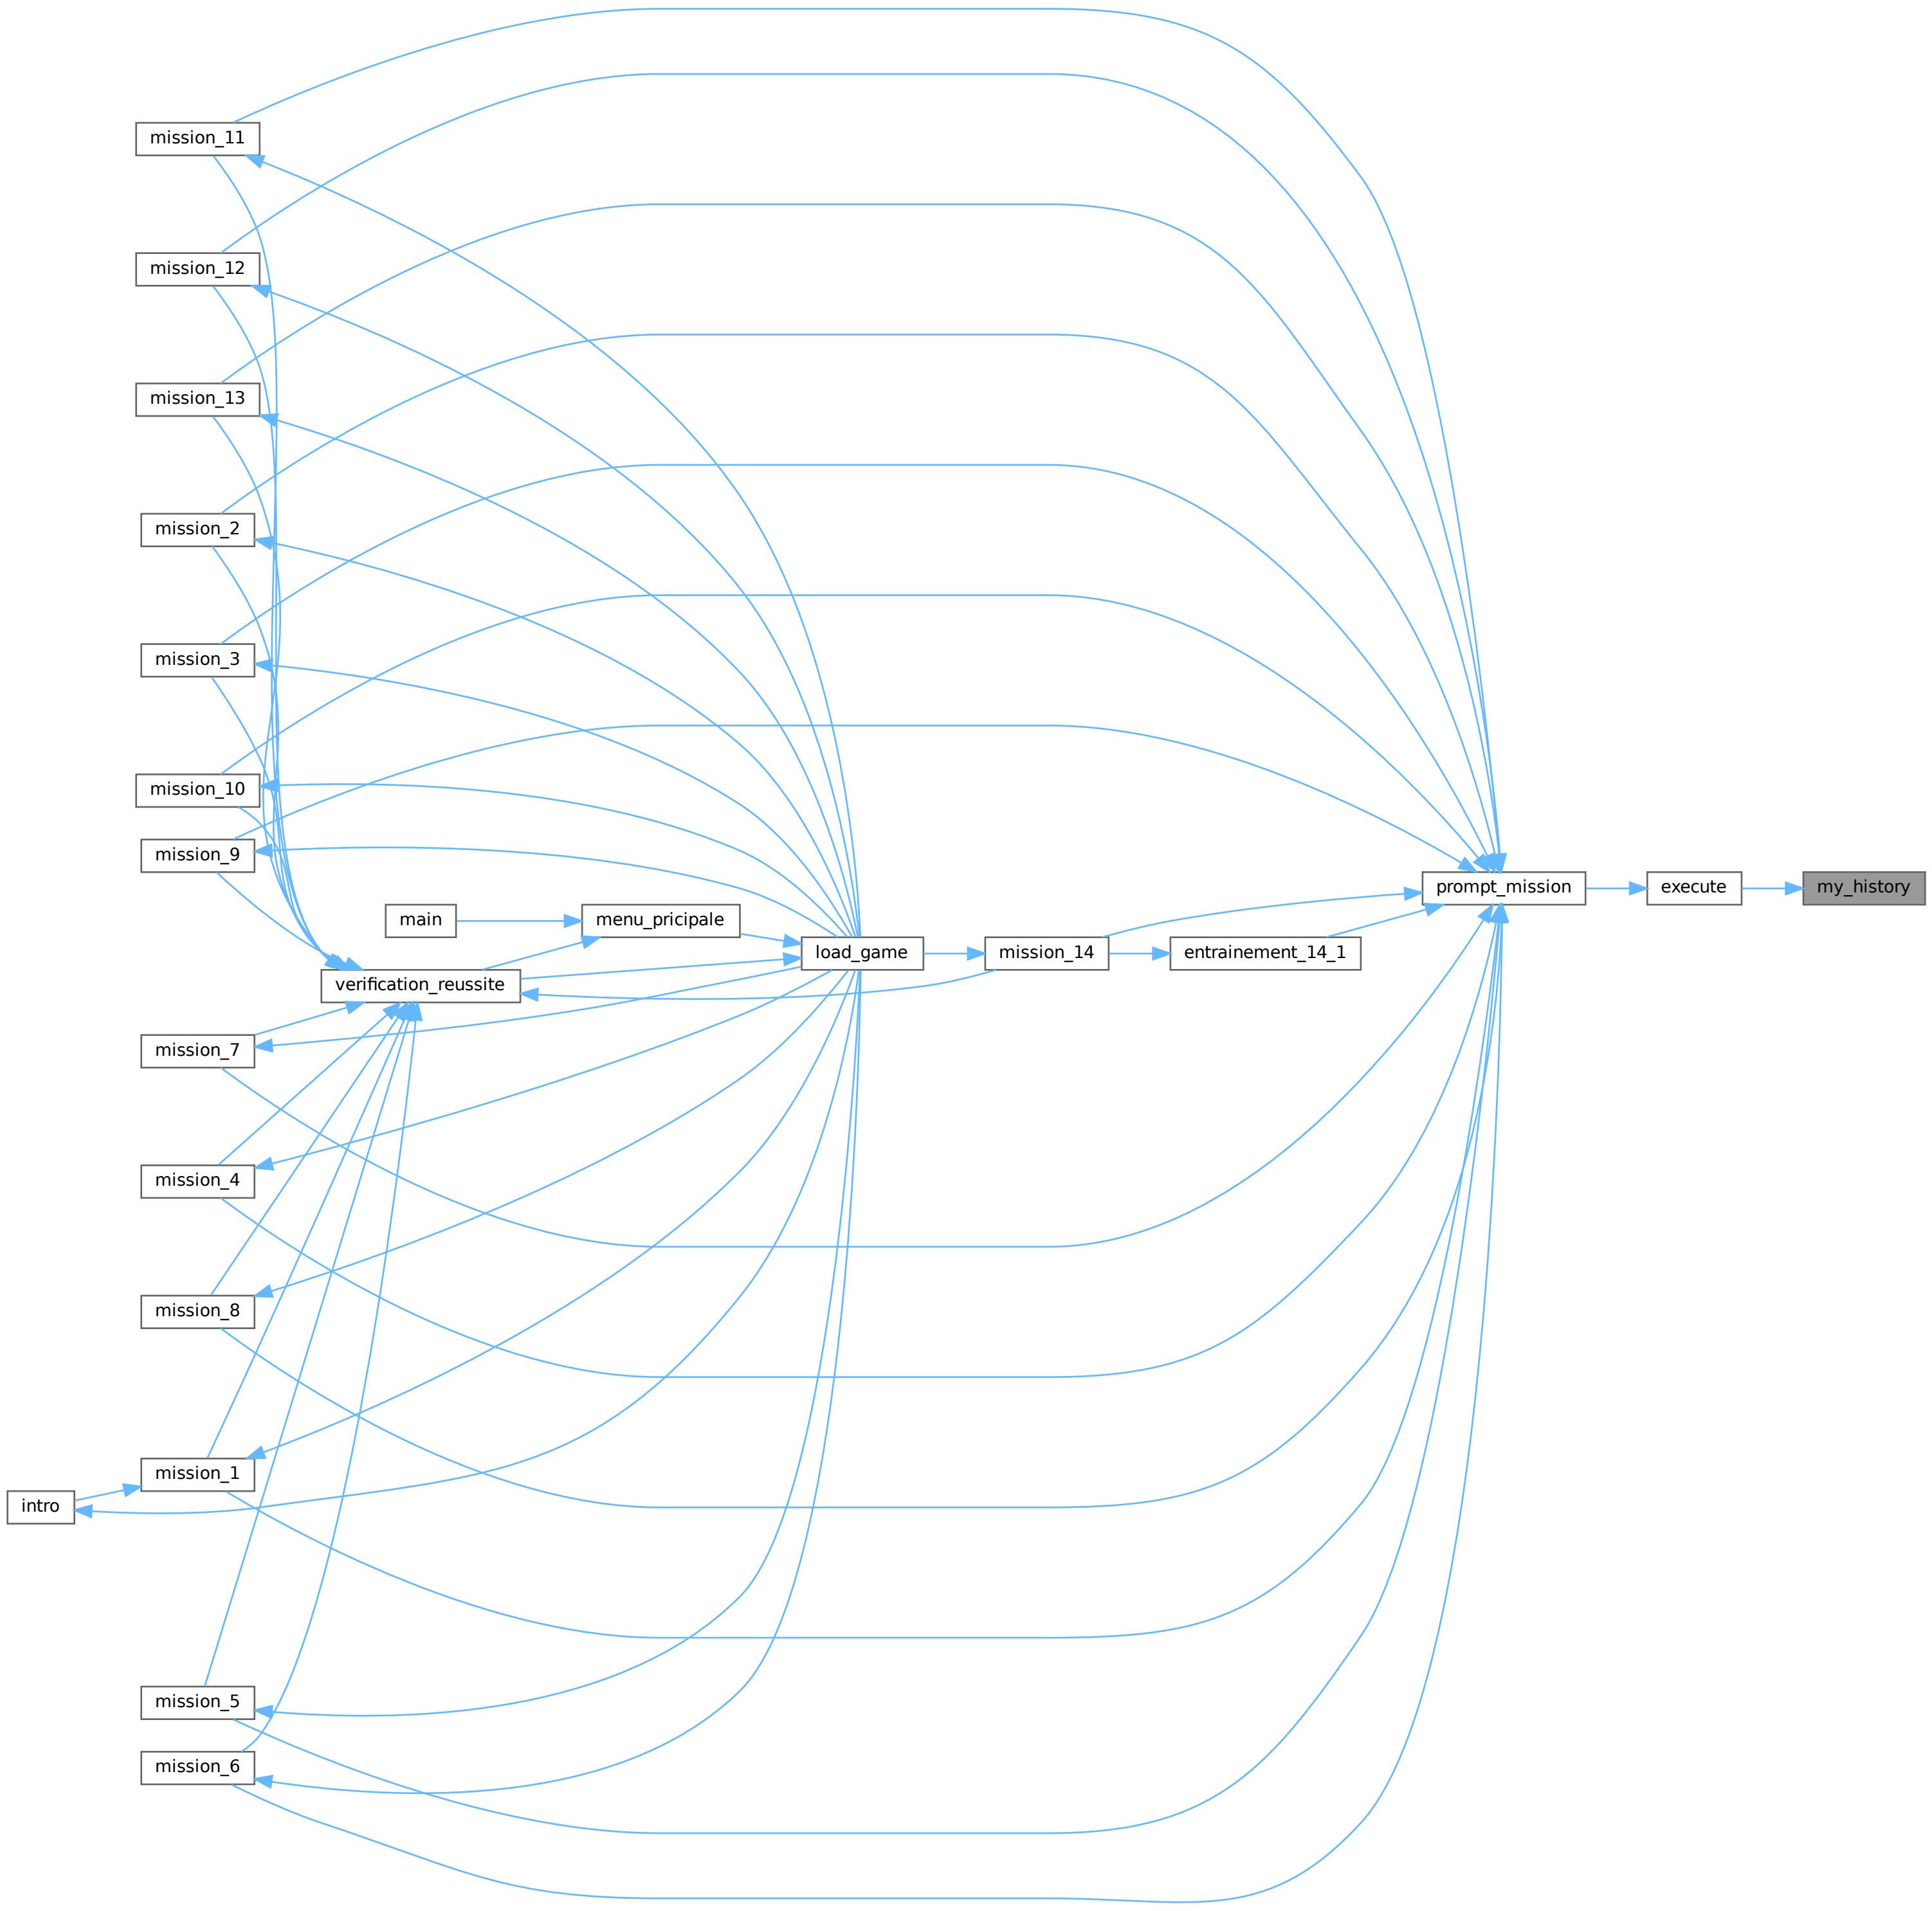 mission_11
mission_12
mission_13
mission_2
mission_3
mission_10
mission_9
prompt_mission
execute
my_history
main
menu_pricipale
load_game
mission_14
entrainement_14_1
verification_reussite
mission_7
mission_4
mission_8
mission_1
intro
mission_5
mission_6